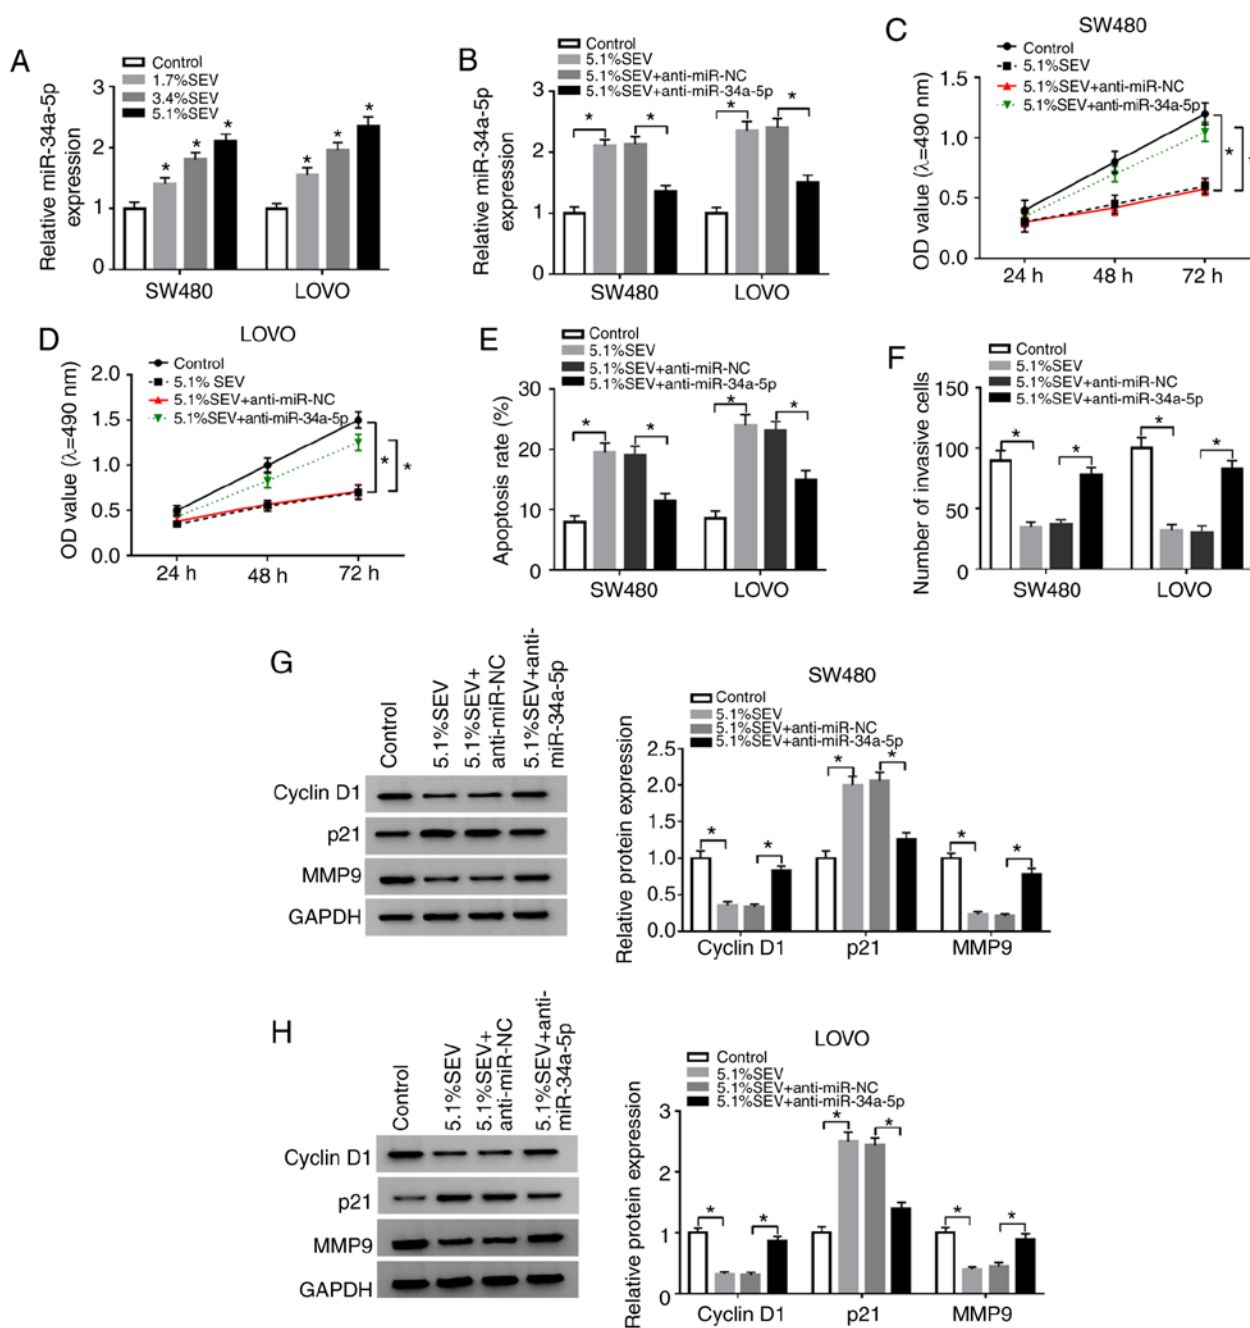 A
Control
1.7%SEV
3.4%SEV
5.1%SEV
Relative miR-34a-5p
expression
3
2
1
0
* * *
* * *
SW480
LOVO
B
Control
5.1%SEV
5.1%SEV+anti-miR-NC
5.1%SEV+anti-miR-34a-5p
Relative miR-34a-5p
expression
3
2
1
0
* * * *
SW480
LOVO
C
SW480
Control
5.1%SEV
5.1%SEV+anti-miR-NC
5.1%SEV+anti-miR-34a-5p
OD value (λ=490 nm)
1.5
1.0
0.5
0.0
*
24 h
48 h
72 h
D
LOVO
Control
5.1% SEV
5.1%SEV+anti-miR-NC
5.1%SEV+anti-miR-34a-5p
OD value (λ=490 nm)
2.0
1.5
1.0
0.5
0.0
* *
24 h
48 h
72 h
E
Control
5.1%SEV
5.1%SEV+anti-miR-NC
5.1%SEV+anti-miR-34a-5p
Apoptosis rate (%)
30
20
10
0
* * * *
SW480
LOVO
F
Control
5.1%SEV
5.1%SEV+anti-miR-NC
5.1%SEV+anti-miR-34a-5p
Number of invasive cells
150
100
50
0
* * * *
SW480
LOVO
G
Control
5.1%SEV
5.1%SEV+
anti-miR-NC
5.1%SEV+anti-
miR-34a-5p
Cyclin D1
p21
MMP9
GAPDH
SW480
Control
5.1%SEV
5.1%SEV+anti-miR-NC
5.1%SEV+anti-miR-34a-5p
Relative protein expression
2.5
2.0
1.5
1.0
0.5
0.0
* * * * * *
Cyclin D1
p21
MMP9
H
Control
5.1%SEV
5.1%SEV+
anti-miR-NC
5.1%SEV+anti-
miR-34a-5p
Cyclin D1
p21
MMP9
GAPDH
LOVO
Control
5.1%SEV
5.1%SEV+anti-miR-NC
5.1%SEV+anti-miR-34a-5p
Relative protein expression
3
2
1
0
* * * * * *
Cyclin D1
p21
MMP9